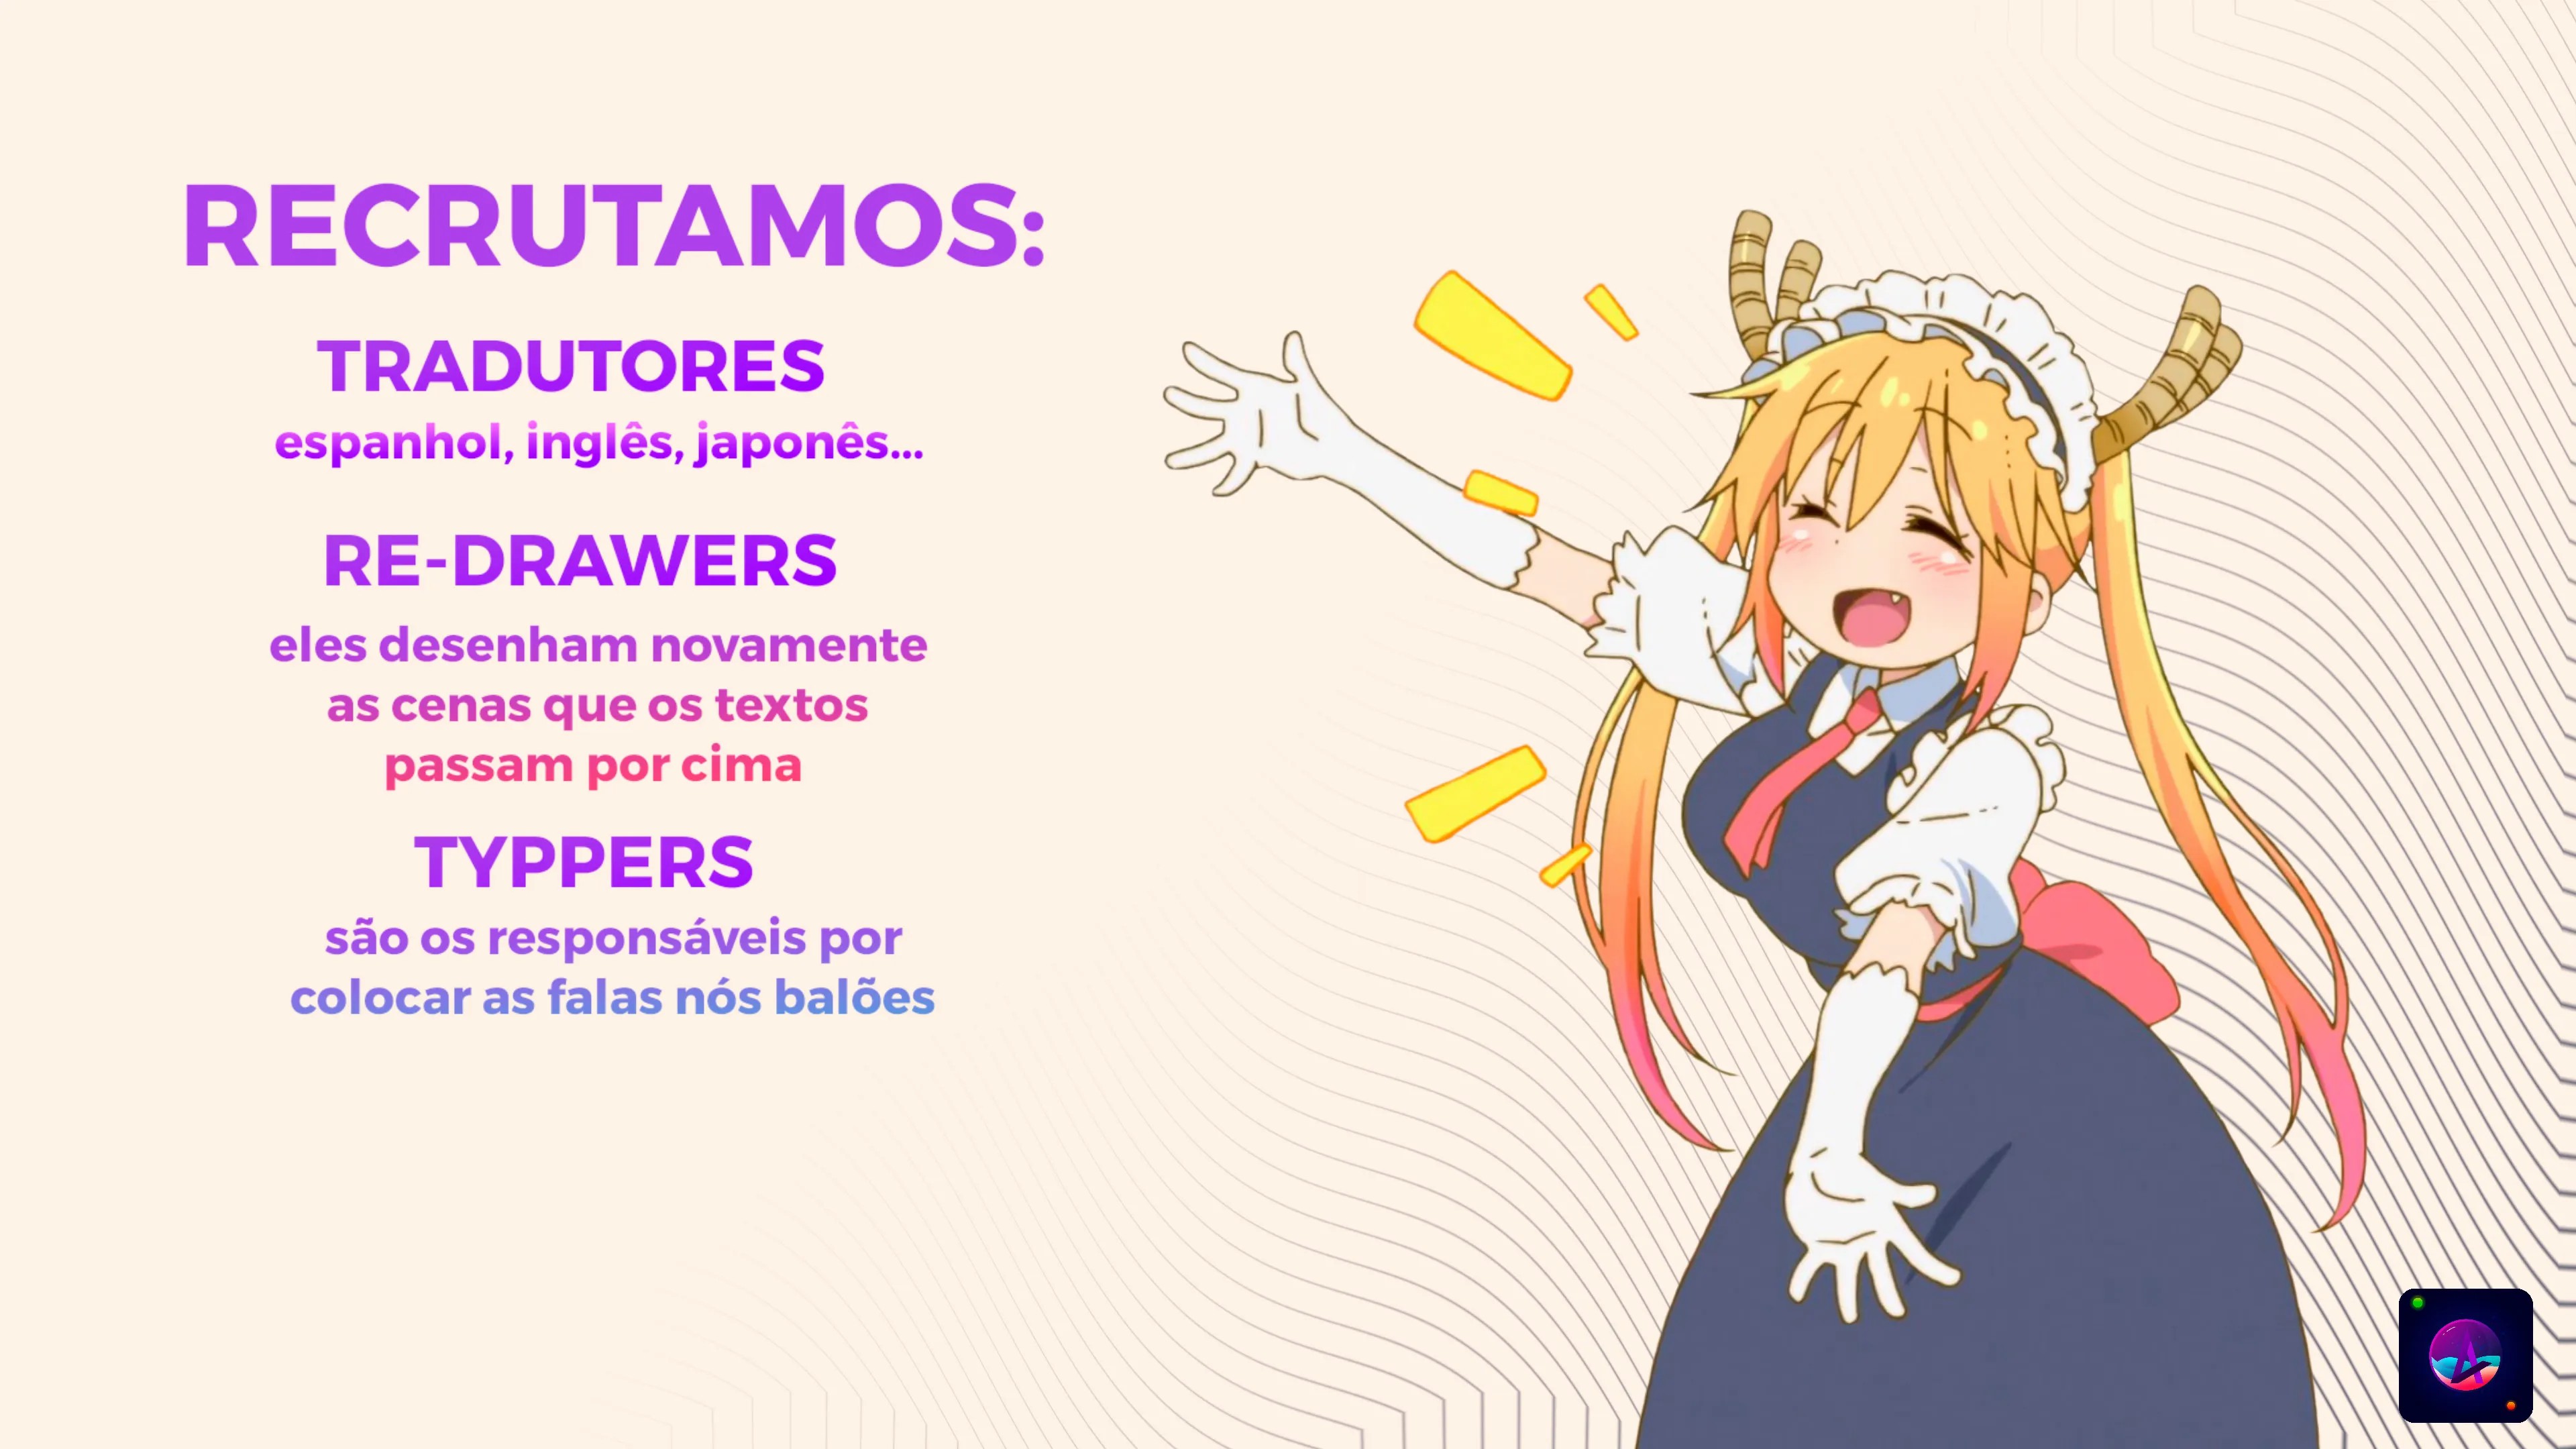 RECRUTAMOS:
TRADUTORES
espanhol, inglês, japonês...
RE-DRAWERS
eles desenham novamente
as cenas que os textos
passam por cima
TYPPERS
são os responsáveis por
colocar as falas nós balões